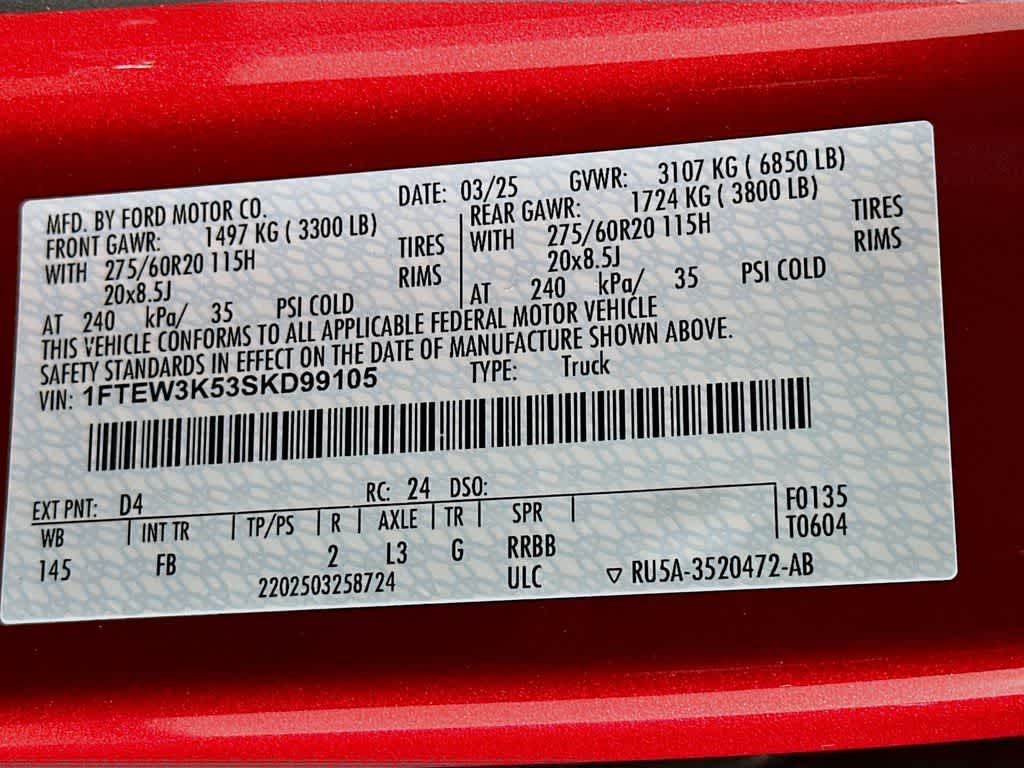 MFD. BY FORD MOTOR CO. DATE: 03/25 GVWR: 3107 KG ( 6850 LB)
FRONT GAWR: 1497 KG ( 3300 LB) REAR GAWR: 1724 KG ( 3800 LB)
WITH 275/60R20 115H TIRES WITH 275/60R20 115H TIRES
20x8.5J RIMS 20x8.5J RIMS
AT 240 kPa/ 35 PSI COLD AT 240 kPa/ 35 PSI COLD
THIS VEHICLE CONFORMS TO ALL APPLICABLE FEDERAL MOTOR VEHICLE
SAFETY STANDARDS IN EFFECT ON THE DATE OF MANUFACTURE SHOWN ABOVE.
VIN: 1FTEW3K53SKD99105 TYPE: Truck
EXT PNT: D4 RC: 24 DSO:
WB INT TR TP/PS R AXLE TR SPR F0135
145 FB 2 L3 G RRBB T0604
2202503258724 ULC ▽ RU5A-3520472-AB